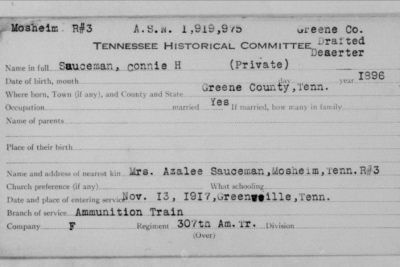 Mosheim R#3 A.S.N. 1,919,975 Greene Co.
TENNESSEE HISTORICAL COMMITTEE Drafted
Deserter
Name in full Sauceman, Connie H (Private)
Date of birth, month day year 1896
Where born, Town (if any), and County and State Greene County, Tenn.
Occupation married Yes If married, how many in family
Name of parents
Place of their birth
Name and address of nearest kin Mrs. Azalee Sauceman, Mosheim, Tenn. R#3
Church preference (if any) What schooling
Date and place of entering service Nov. 13, 1917, Greenville, Tenn.
Branch of service Ammunition Train
Company F Regiment 307th Am. Tr. Division
(Over)